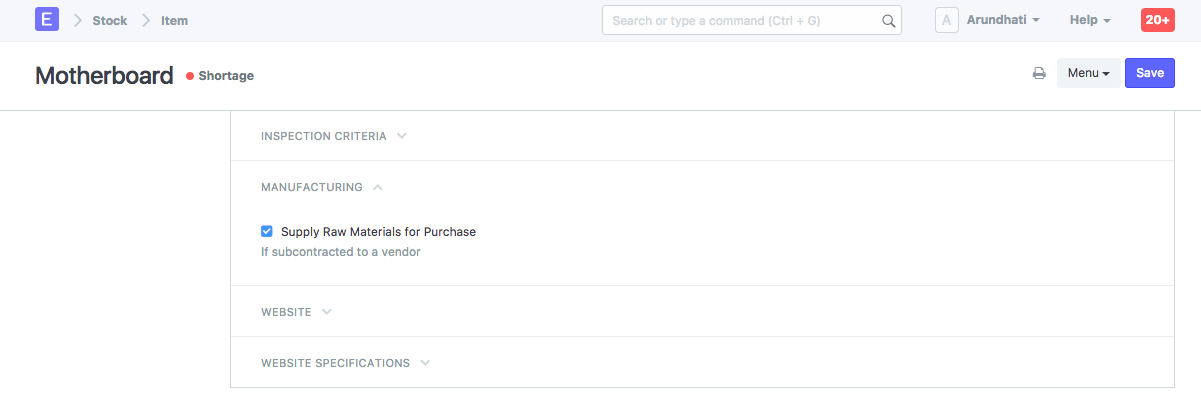 E Stock Item Search or type a command (Ctrl + G) A Arundhati Help 20+
Motherboard Shortage Menu Save
INSPECTION CRITERIA
MANUFACTURING
Supply Raw Materials for Purchase
If subcontracted to a vendor
WEBSITE
WEBSITE SPECIFICATIONS